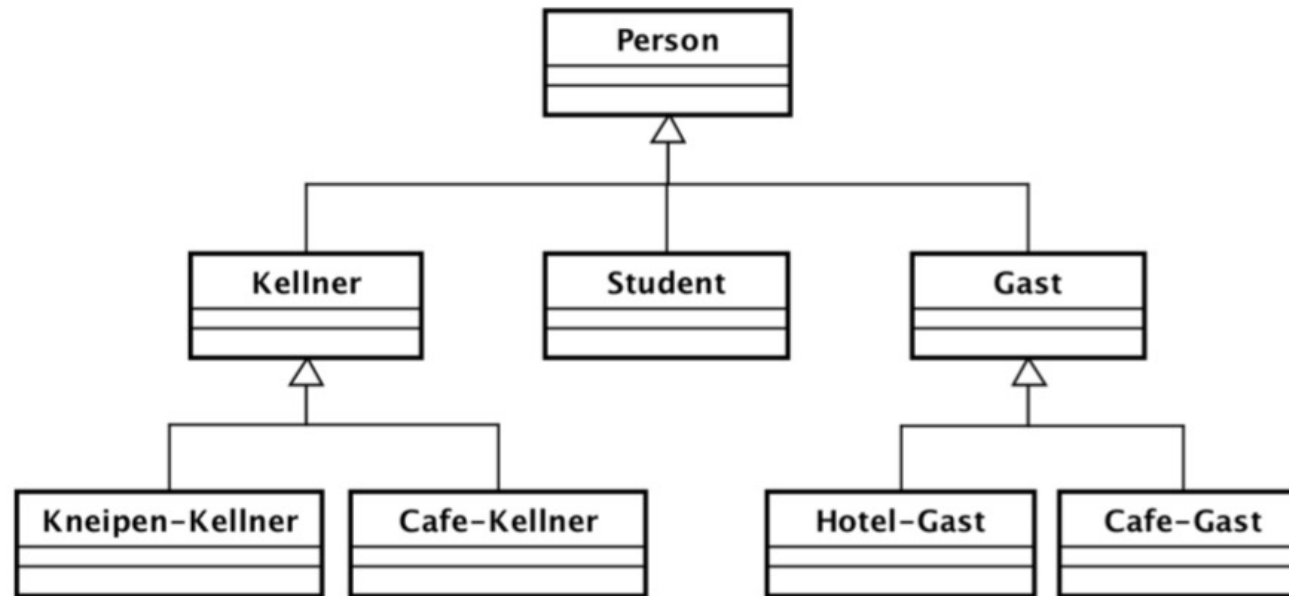 Person
Kellner
Student
Gast
Kneipen-Kellner
Cafe-Kellner
Hotel-Gast
Cafe-Gast